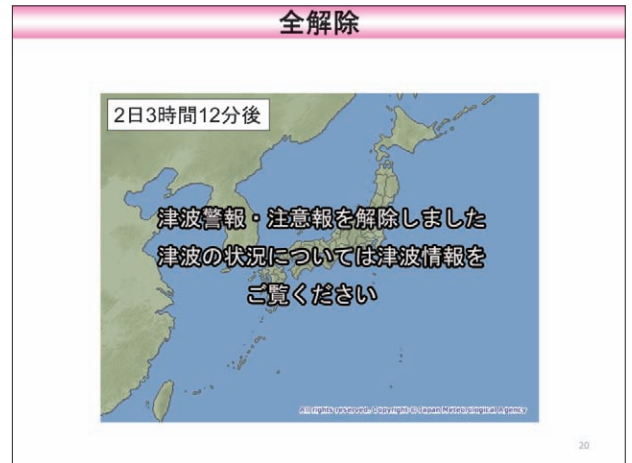 全解除
2日3時間12分後
津波警報・注意報を解除しました
津波の状況については津波情報を
ご覧ください
All rights reserved. Copyright © Japan Meteorological Agency
20